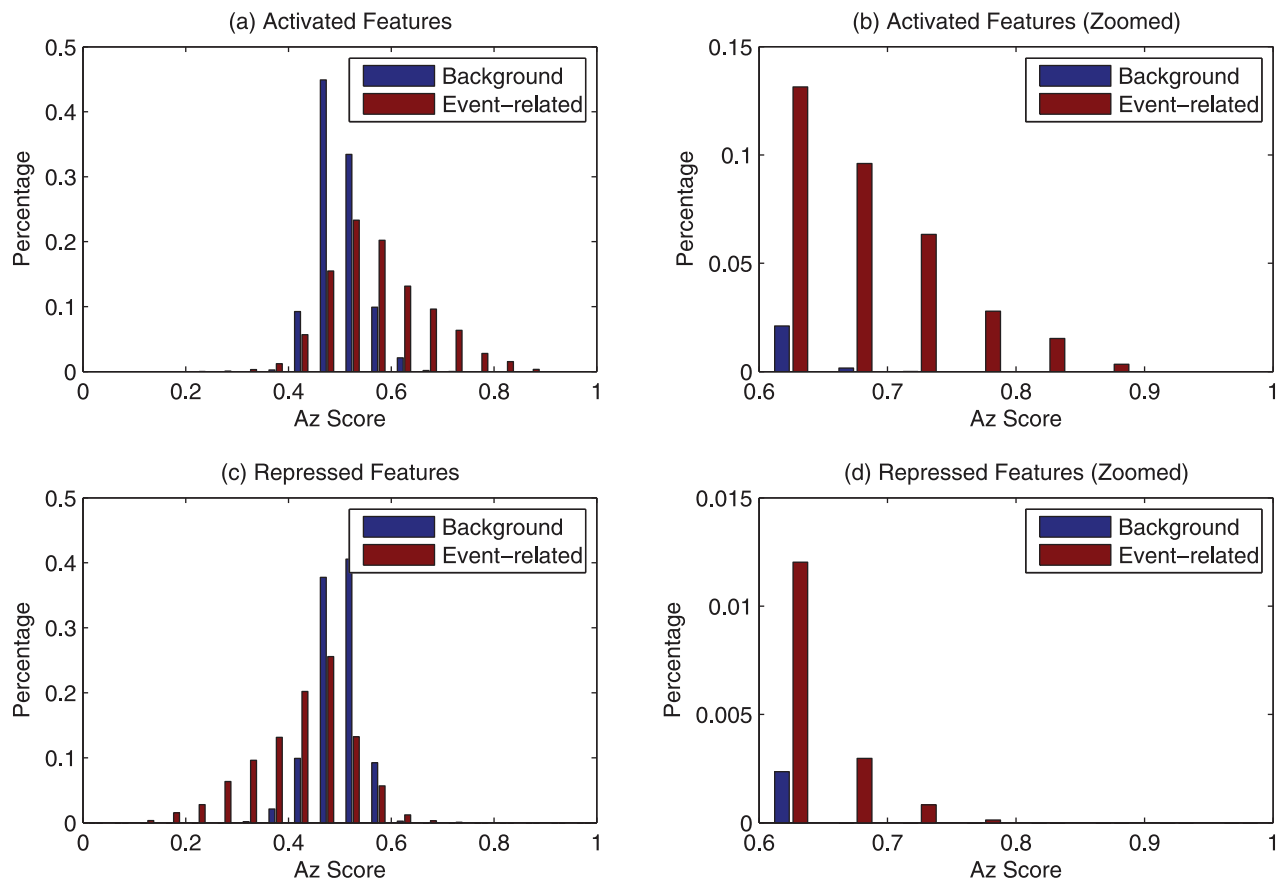 (a) Activated Features
0.5
0.4
0.3
0.2
0.1
0
Percentage
Background
Event−related
0
0.2
0.4
0.6
0.8
1
Az Score
(b) Activated Features (Zoomed)
0.15
0.1
0.05
0
Percentage
Background
Event−related
0.6
0.7
0.8
0.9
1
Az Score
(c) Repressed Features
0.5
0.4
0.3
0.2
0.1
0
Percentage
Background
Event−related
0
0.2
0.4
0.6
0.8
1
Az Score
(d) Repressed Features (Zoomed)
0.015
0.01
0.005
0
Percentage
Background
Event−related
0.6
0.7
0.8
0.9
1
Az Score